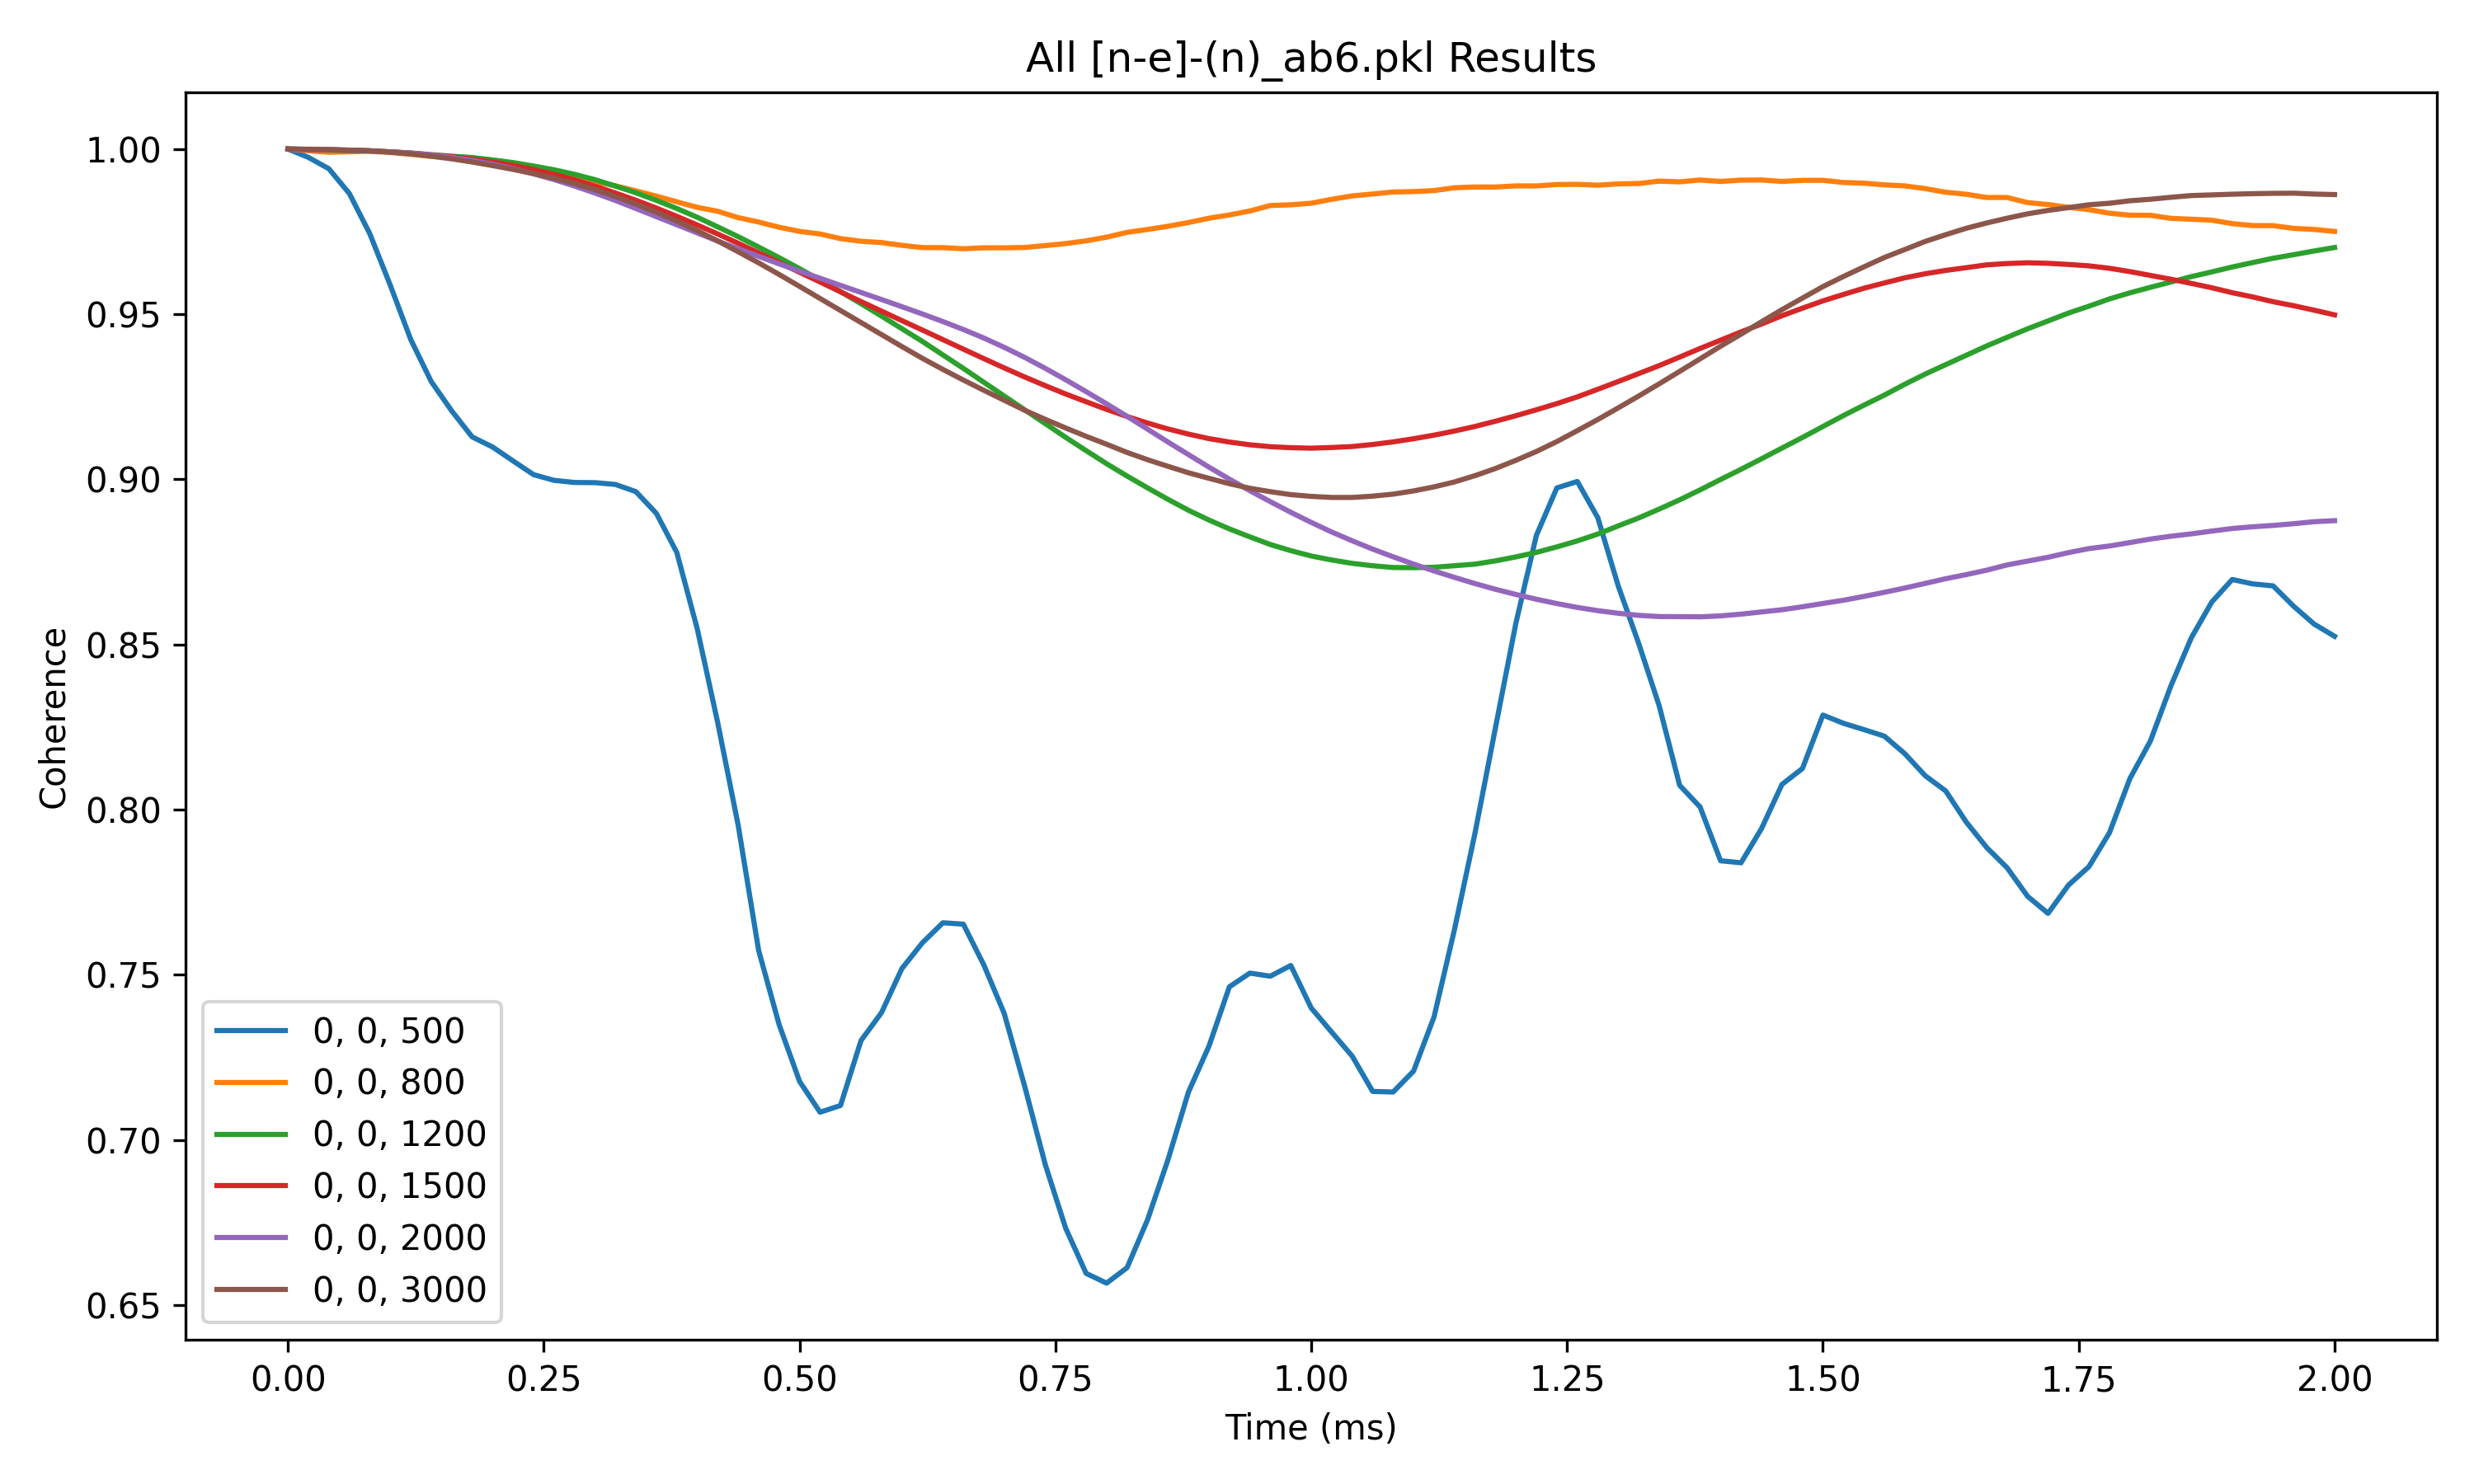 All [n-e]-(n)_ab6.pkl Results
Coherence
1.00
0.95
0.90
0.85
0.80
0.75
0.70
0.65
0, 0, 500
0, 0, 800
0, 0, 1200
0, 0, 1500
0, 0, 2000
0, 0, 3000
0.00 0.25 0.50 0.75 1.00 1.25 1.50 1.75 2.00
Time (ms)